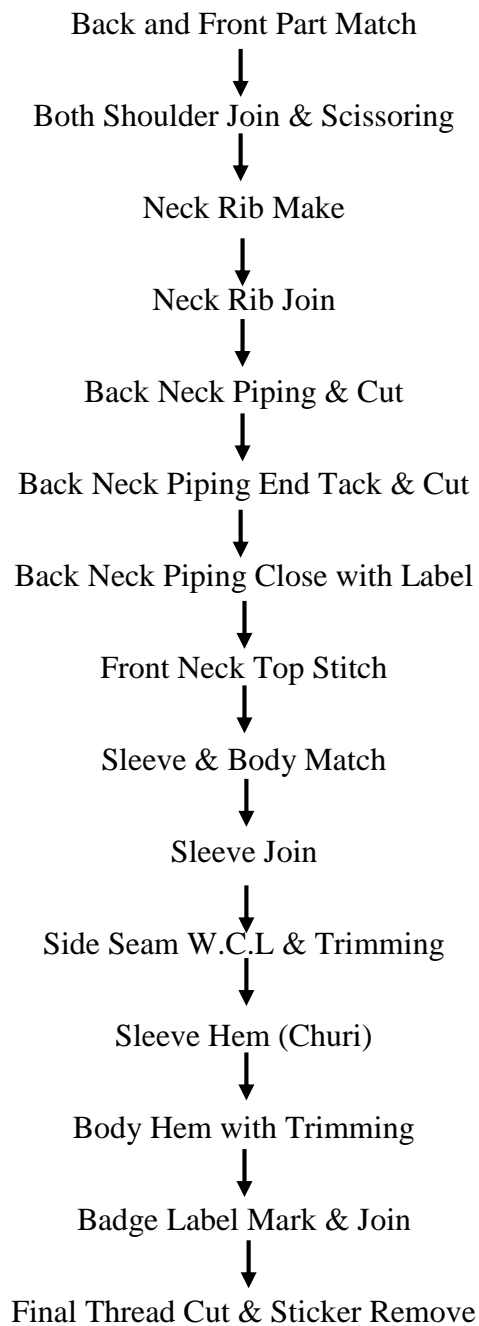 Back and Front Part Match
Both Shoulder Join & Scissoring
Neck Rib Make
Neck Rib Join
Back Neck Piping & Cut
Back Neck Piping End Tack & Cut
Back Neck Piping Close with Label
Front Neck Top Stitch
Sleeve & Body Match
Sleeve Join
Side Seam W.C.L & Trimming
Sleeve Hem (Churi)
Body Hem with Trimming
Badge Label Mark & Join
Final Thread Cut & Sticker Remove